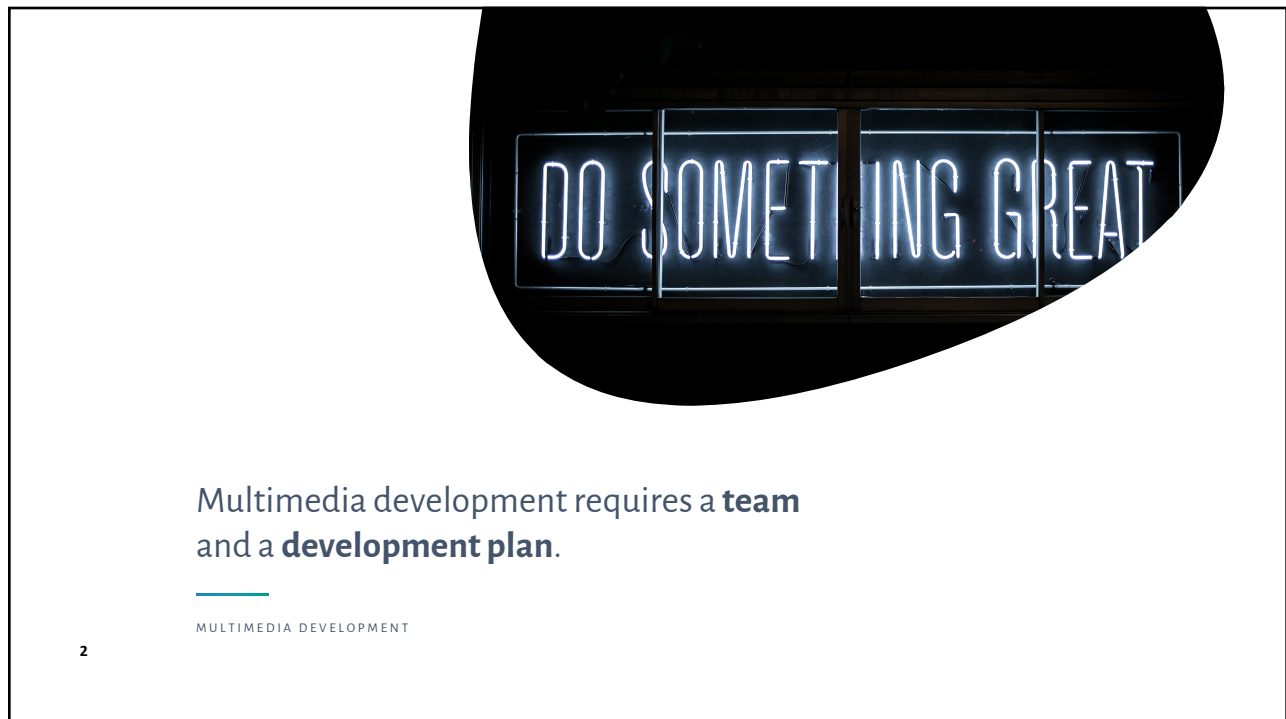 DO SOMETHING GREAT
Multimedia development requires a team
and a development plan.
MULTIMEDIA DEVELOPMENT
2